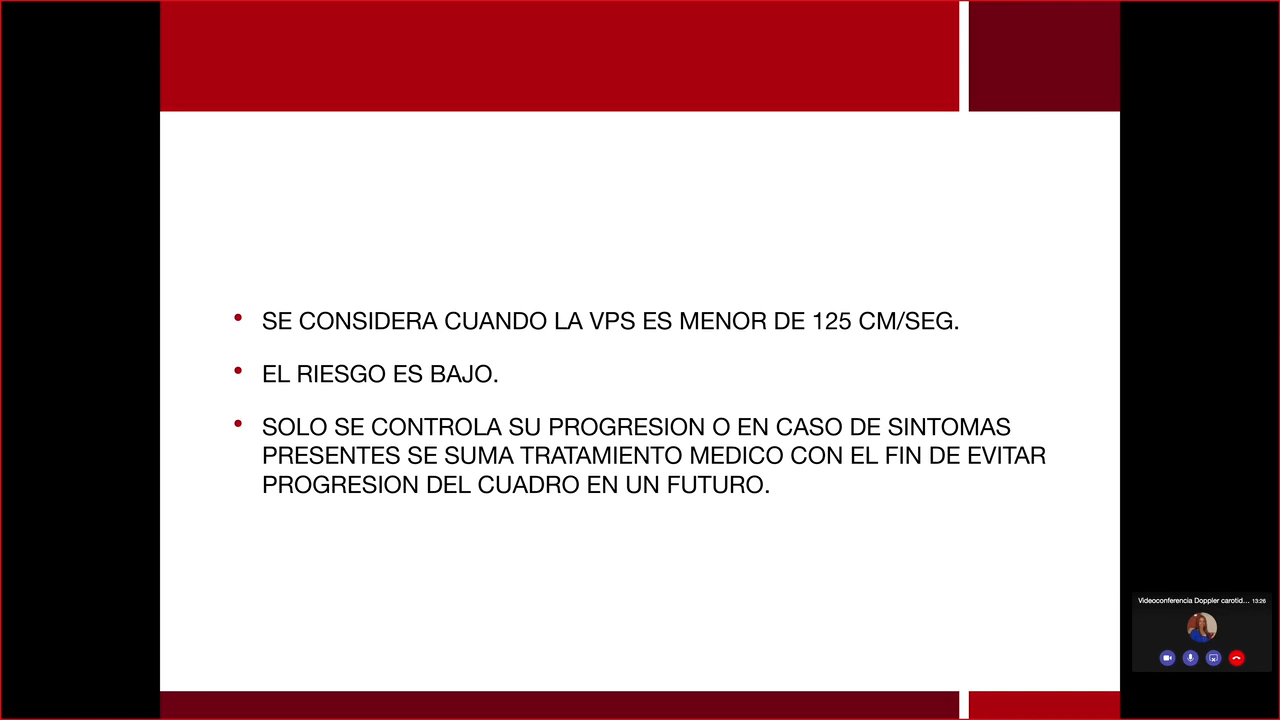 • SE CONSIDERA CUANDO LA VPS ES MENOR DE 125 CM/SEG.
• EL RIESGO ES BAJO.
• SOLO SE CONTROLA SU PROGRESION O EN CASO DE SINTOMAS
PRESENTES SE SUMA TRATAMIENTO MEDICO CON EL FIN DE EVITAR
PROGRESION DEL CUADRO EN UN FUTURO.
Videoconferencia Doppler carotid... 13:26